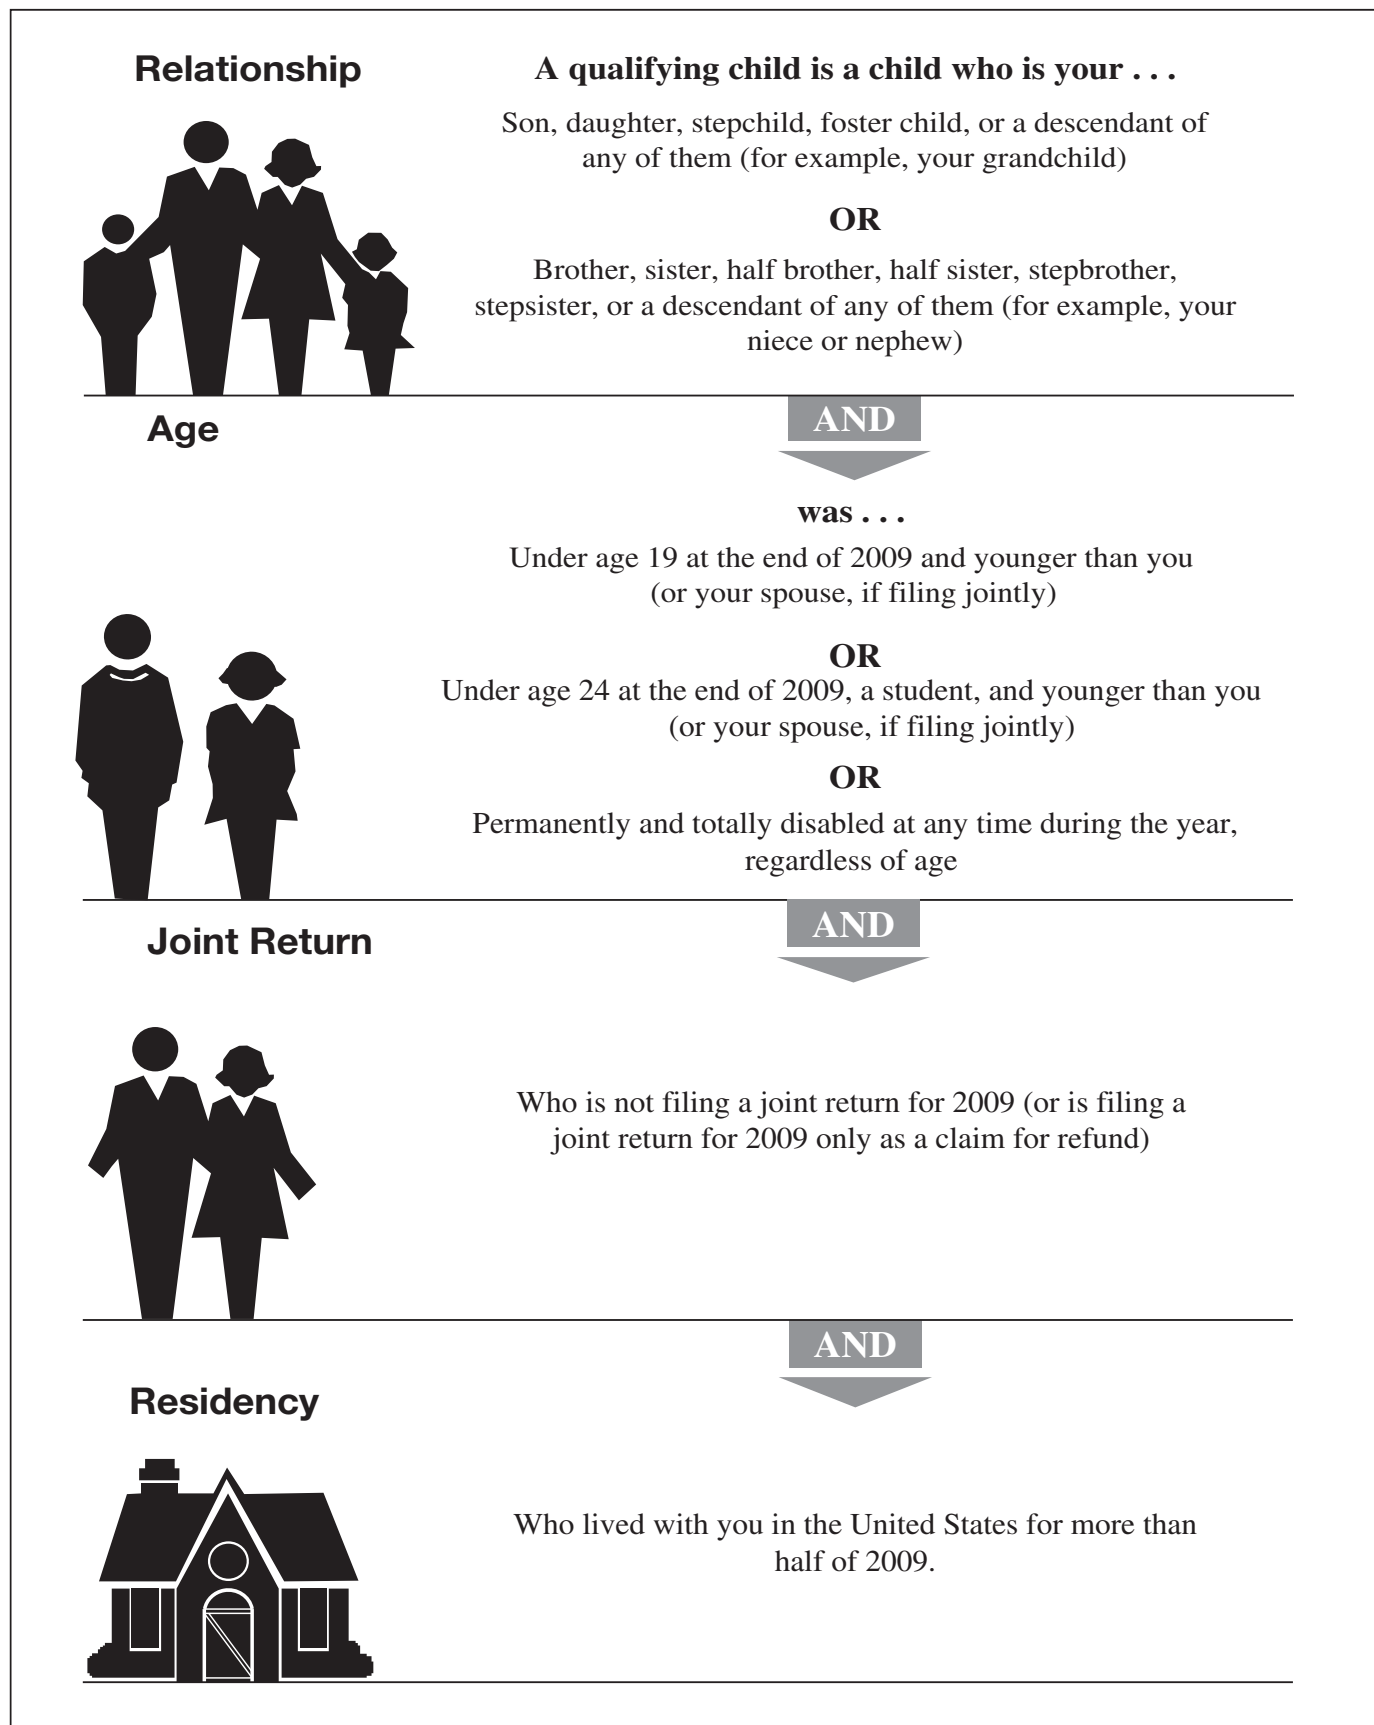 Relationship
A qualifying child is a child who is your . . .
Son, daughter, stepchild, foster child, or a descendant of
any of them (for example, your grandchild)
OR
Brother, sister, half brother, half sister, stepbrother,
stepsister, or a descendant of any of them (for example, your
niece or nephew)
AND
Age
was . . .
Under age 19 at the end of 2009 and younger than you
(or your spouse, if filing jointly)
OR
Under age 24 at the end of 2009, a student, and younger than you
(or your spouse, if filing jointly)
OR
Permanently and totally disabled at any time during the year,
regardless of age
AND
Joint Return
Who is not filing a joint return for 2009 (or is filing a
joint return for 2009 only as a claim for refund)
AND
Residency
Who lived with you in the United States for more than
half of 2009.